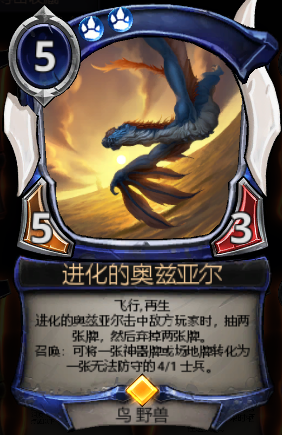 5
5
3
进化的奥兹亚尔
飞行,再生
进化的奥兹亚尔击中敌方玩家时，抽两
张牌，然后弃掉两张牌。
召唤：可将一张神器牌或场地牌转化为
一张无法防守的4/1士兵。
鸟野兽